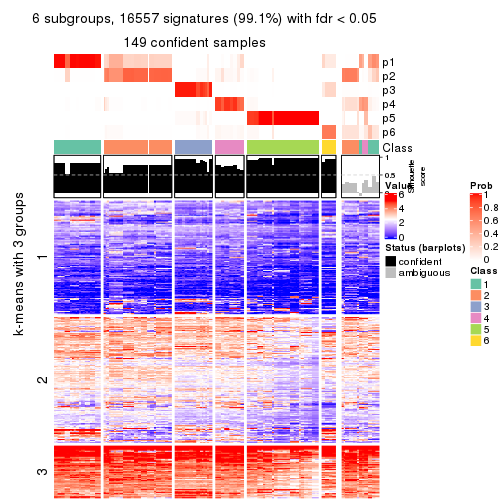 6 subgroups, 16557 signatures (99.1%) with fdr < 0.05
149 confident samples
p1
p2
p3
p4
p5
p6
Class
1
0.5
0
Silhouette
score
Value
6
4
2
0
Status (barplots)
confident
ambiguous
Prob
1
0.8
0.6
0.4
0.2
0
Class
1
2
3
4
5
6
k-means with 3 groups
1
2
3